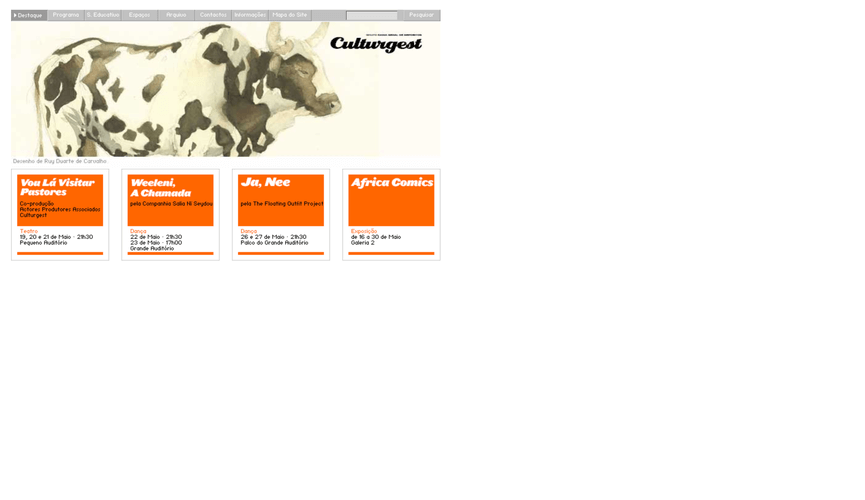 Destaque Programa S. Educativo Espaços Arquivo Contactos Informações Mapa do Site Pesquisar
Culturgest
Desenho de Ruy Duarte de Carvalho
Vou Lá Visitar
Pastores
Co-produção
Actores Produtores Associados
Culturgest
Teatro
19, 20 e 21 de Maio · 21h30
Pequeno Auditório
Weeleni,
A Chamada
pela Companhia Salia Nï Seydou
Dança
22 de Maio · 21h30
23 de Maio · 17h00
Grande Auditório
Ja, Nee
pela The Floating Outfit Project
Dança
26 e 27 de Maio · 21h30
Palco do Grande Auditório
Africa Comics
Exposição
de 16 a 30 de Maio
Galeria 2